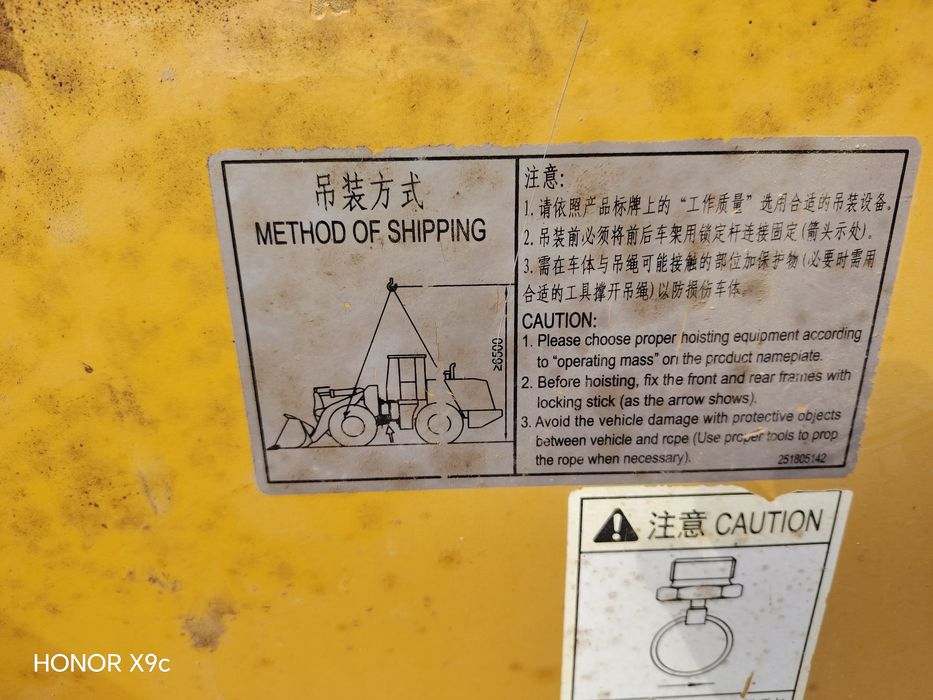 吊装方式
METHOD OF SHIPPING
≥6500
注意:
1. 请依照产品标牌上的“工作质量”选用合适的吊装设备。
2. 吊装前必须将前后车架用锁定杆连接固定(箭头示处)。
3. 需在车体与吊绳可能接触的部位加保护物(必要时需用
合适的工具撑开吊绳)以防损伤车体。
CAUTION:
1. Please choose proper hoisting equipment according
to "operating mass" on the product nameplate.
2. Before hoisting, fix the front and rear frames with
locking stick (as the arrow shows).
3. Avoid the vehicle damage with protective objects
between vehicle and rope (Use proper tools to prop
the rope when necessary).
251805142
注意 CAUTION
HONOR X9c